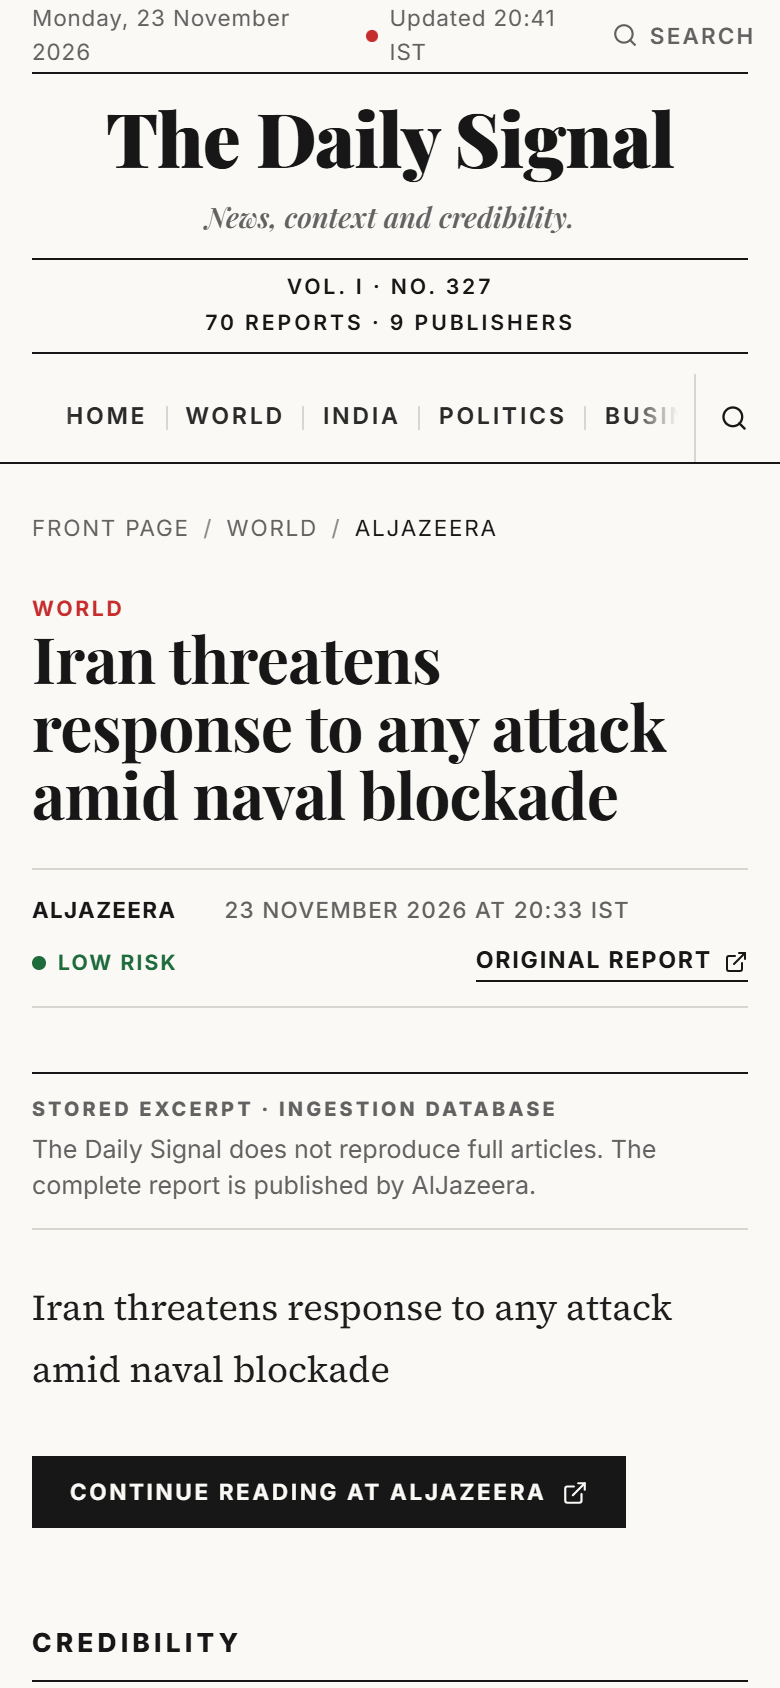 Monday, 23 November
2026
Updated 20:41
IST
SEARCH
The Daily Signal
News, context and credibility.
VOL. I · NO. 327
70 REPORTS · 9 PUBLISHERS
HOME | WORLD | INDIA | POLITICS | BUSIN
FRONT PAGE / WORLD / ALJAZEERA
WORLD
Iran threatens
response to any attack
amid naval blockade
ALJAZEERA 23 NOVEMBER 2026 AT 20:33 IST
LOW RISK ORIGINAL REPORT
STORED EXCERPT · INGESTION DATABASE
The Daily Signal does not reproduce full articles. The
complete report is published by AlJazeera.
Iran threatens response to any attack
amid naval blockade
CONTINUE READING AT ALJAZEERA
CREDIBILITY